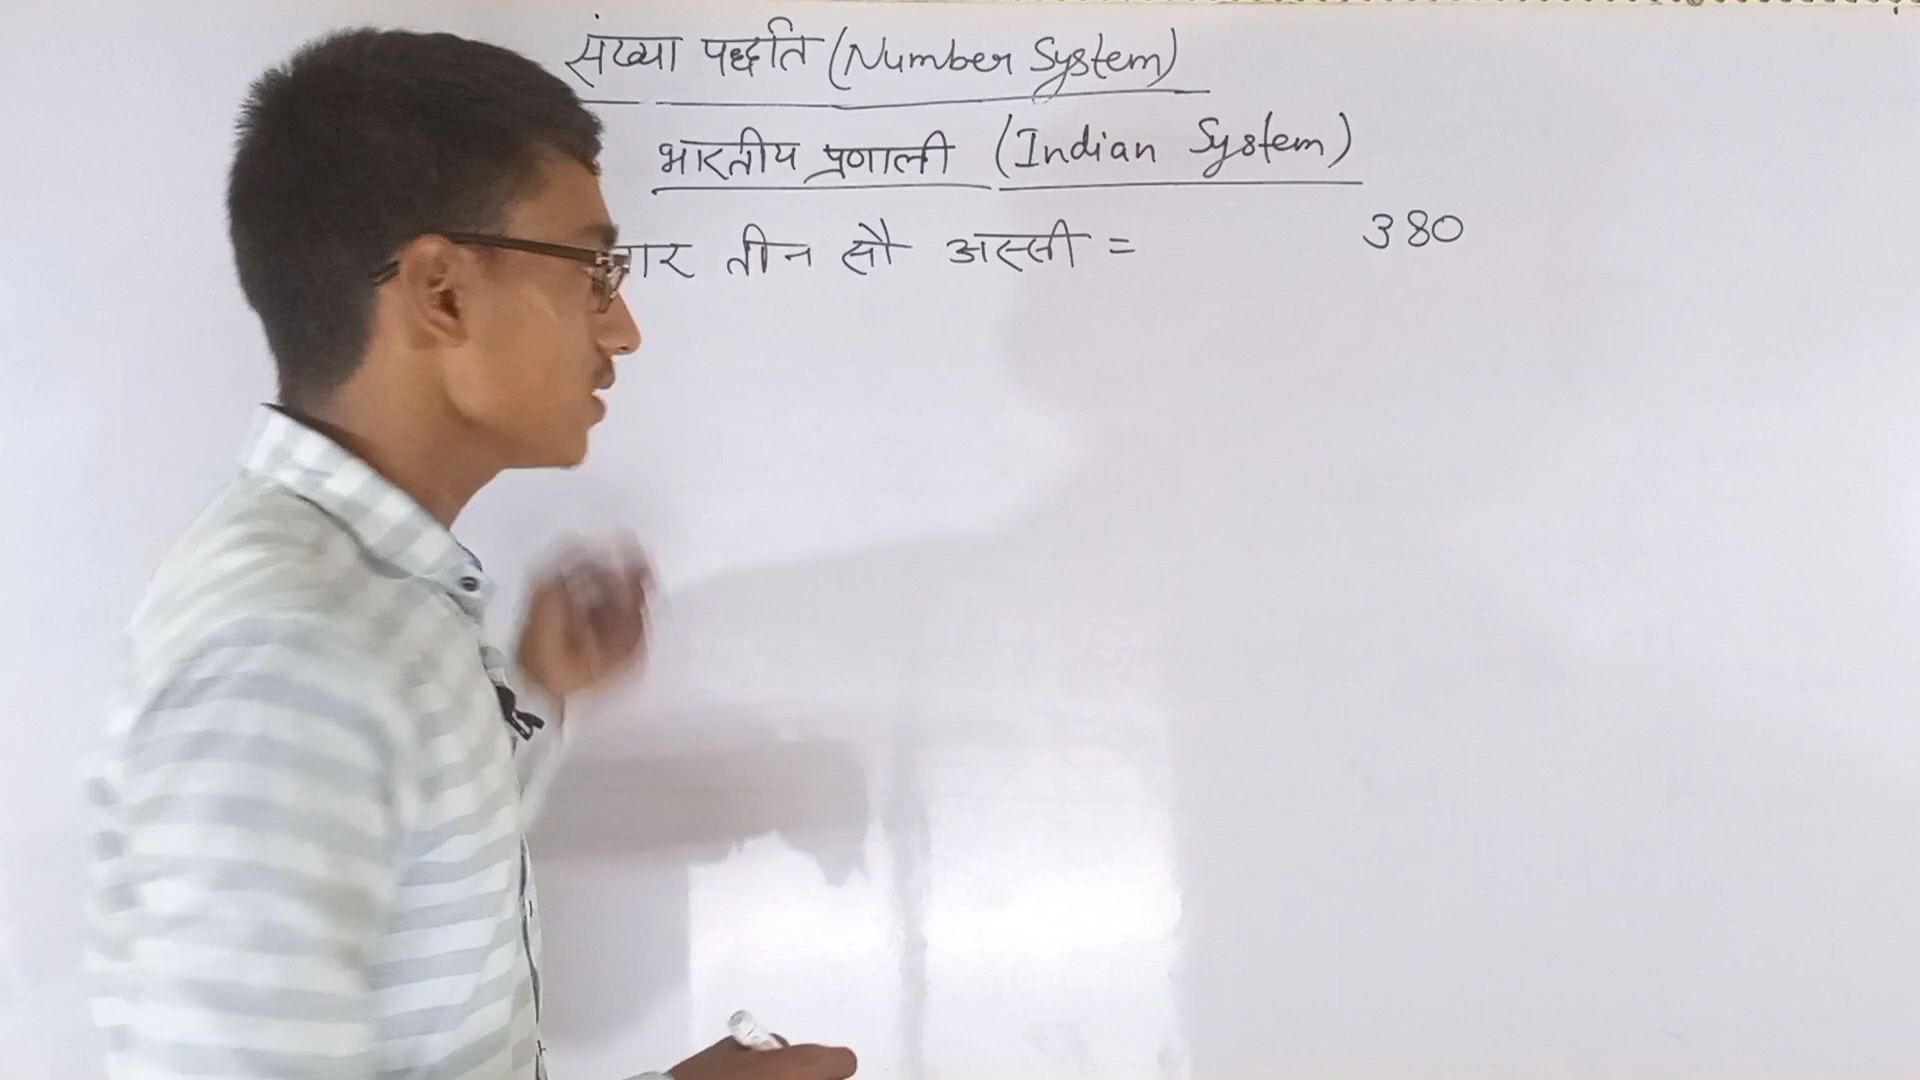 संख्या पद्धति (Number System)
भारतीय प्रणाली (Indian System)
तीन सौ अस्सी = 380